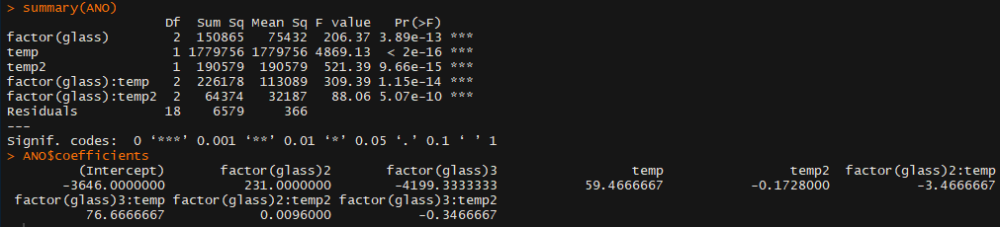 > summary(ANO)
                    Df  Sum Sq Mean Sq F value   Pr(>F)    
factor(glass)        2  150865   75432  206.37 3.89e-13 ***
temp                 1 1779756 1779756 4869.13  < 2e-16 ***
temp2                1  190579  190579  521.39 9.66e-15 ***
factor(glass):temp   2  226178  113089  309.39 1.15e-14 ***
factor(glass):temp2  2   64374   32187   88.06 5.07e-10 ***
Residuals           18    6579     366                     
---
Signif. codes:  0 ‘***’ 0.001 ‘**’ 0.01 ‘*’ 0.05 ‘.’ 0.1 ‘ ’ 1
> ANO$coefficients
         (Intercept)       factor(glass)2       factor(glass)3                 temp                temp2  factor(glass)2:temp
       -3646.0000000          231.0000000        -4199.3333333           59.4666667           -0.1728000           -3.4666667
 factor(glass)3:temp factor(glass)2:temp2 factor(glass)3:temp2
          76.6666667            0.0096000           -0.3466667